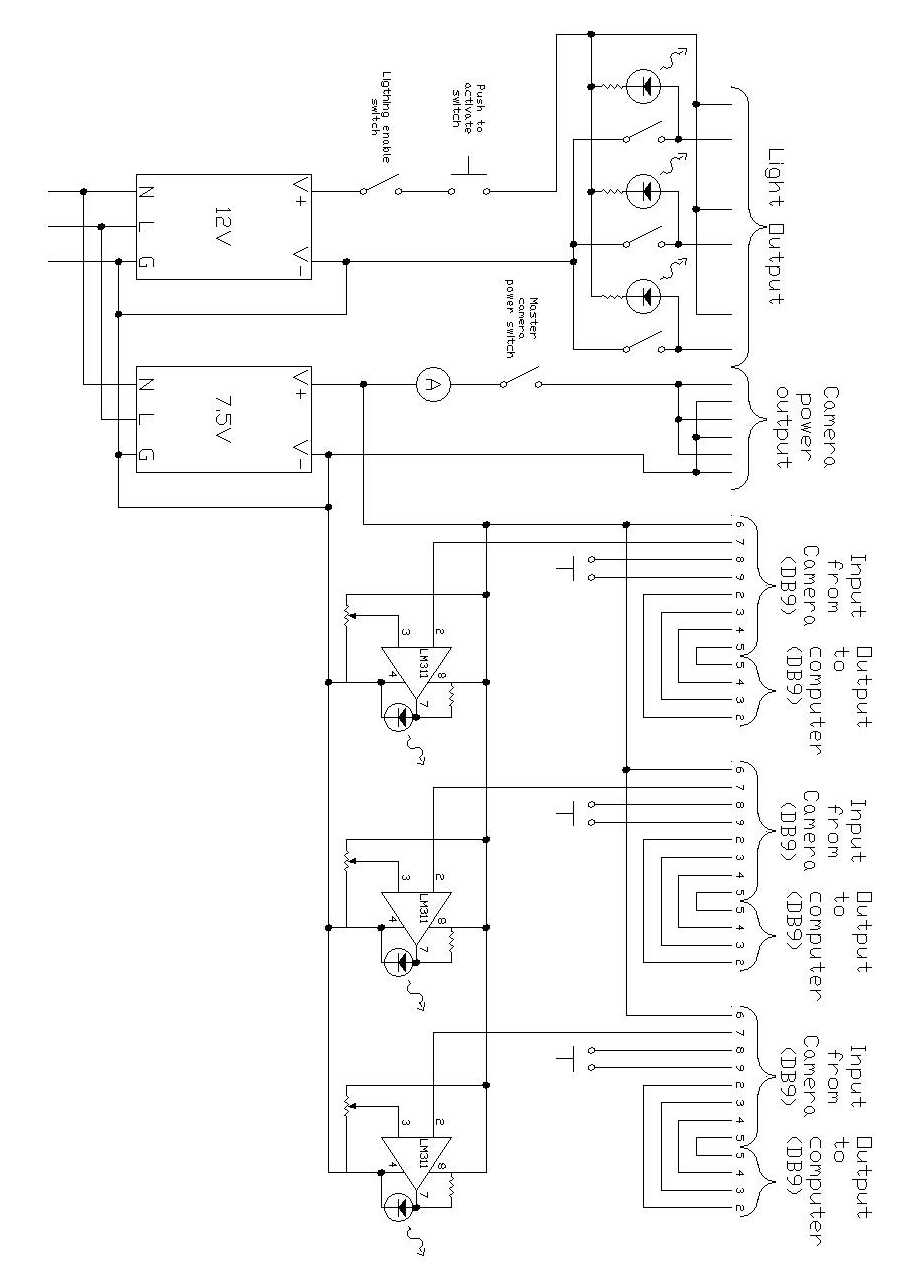 Light Output
Camera
power
output
Input
from
Camera
(DB9)
Output
to
computer
(DB9)
Input
from
Camera
(DB9)
Output
to
computer
(DB9)
Input
from
Camera
(DB9)
Output
to
computer
(DB9)
6 7 8 9 2 3 4 5 5 4 3 2
6 7 8 9 2 3 4 5 5 4 3 2
6 7 8 9 2 3 4 5 5 4 3 2
Push to
activate
switch
Master
camera
power switch
Ligthing enable
switch
A
2 8
LM311
7
3 4
2 8
LM311
7
3 4
2 8
LM311
7
3 4
V+ V-
12V
N L G
V+ V-
7,5V
N L G